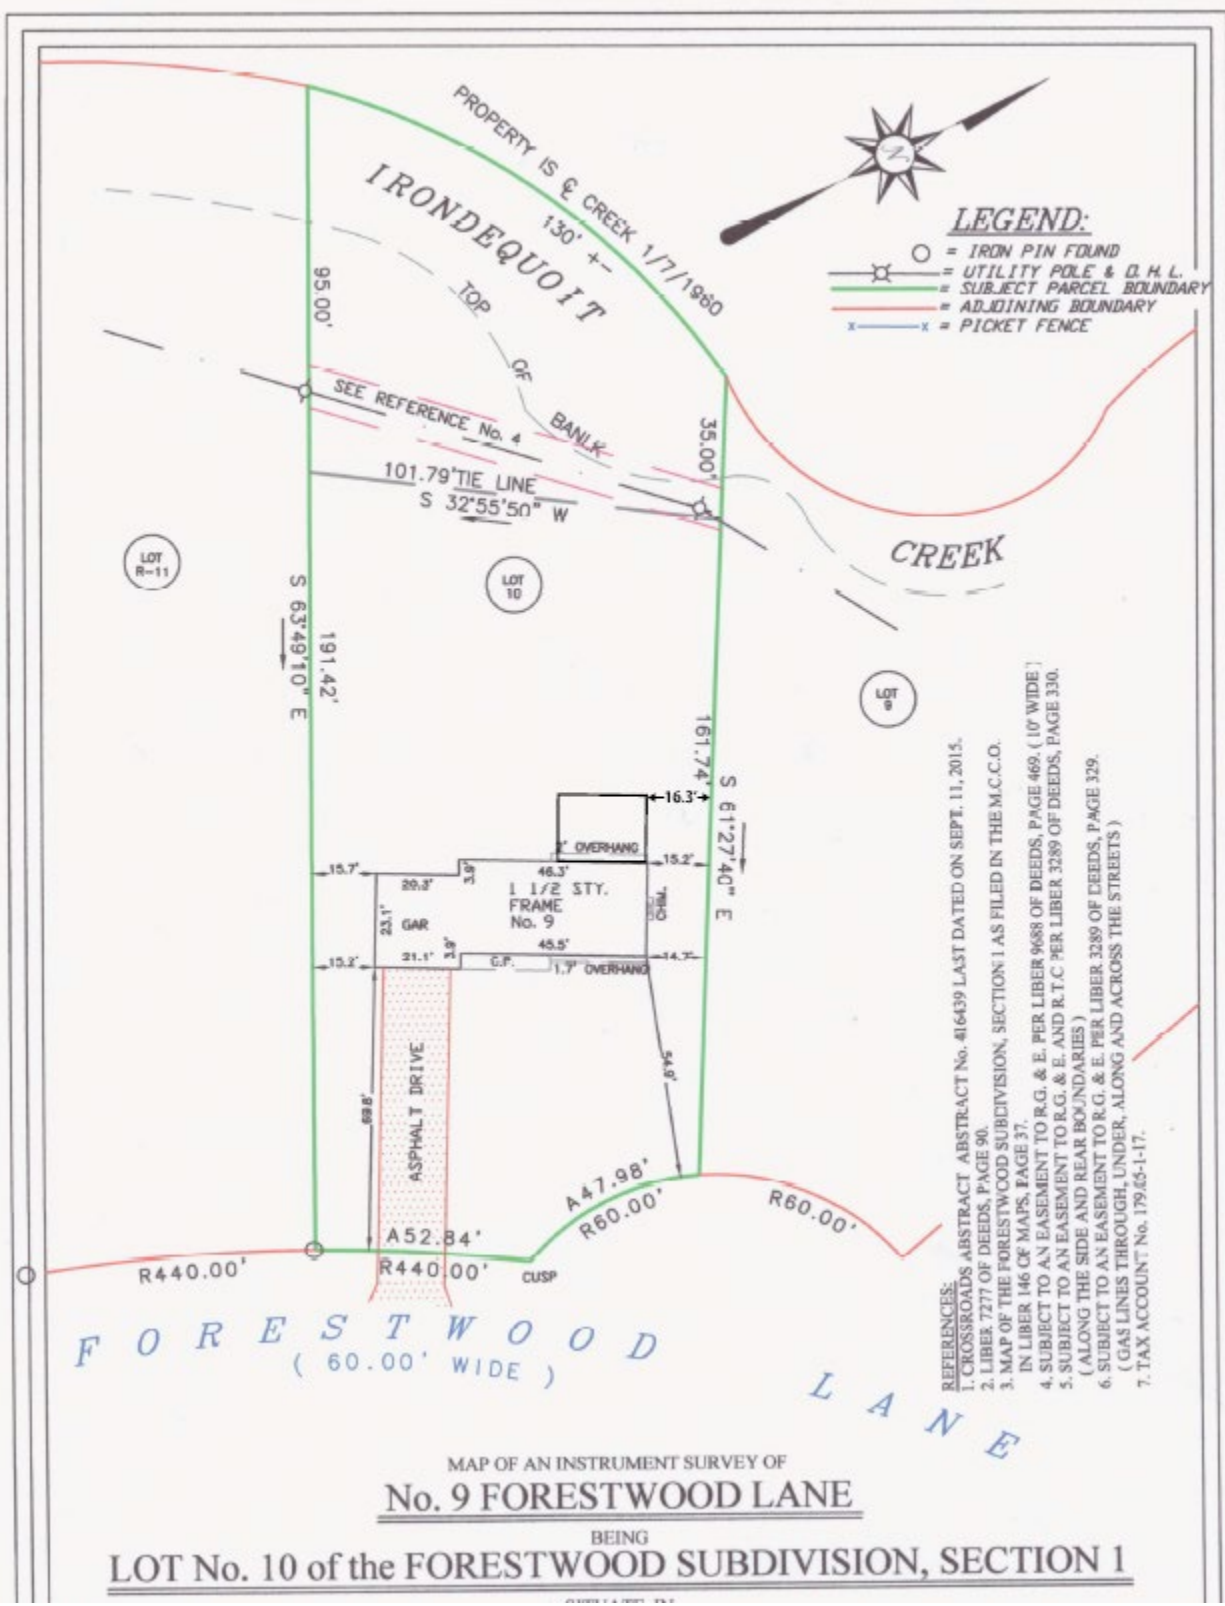 PROPERTY IS ℄ CREEK 1/7/1960
130' +-
IRONDEQUOIT
LEGEND:
= IRON PIN FOUND
= UTILITY POLE & O. H. L.
= SUBJECT PARCEL BOUNDARY
= ADJOINING BOUNDARY
x x = PICKET FENCE
95.00'
TOP OF BANLK
SEE REFERENCE No. 4
35.00'
101.79' TIE LINE
S 32°55'50" W
CREEK
LOT
R-11
LOT
10
LOT
9
S 63°49'10" E
191.42'
161.74'
S 61°27'40" E
16.3'
2' OVERHANG
15.7'
46.3'
15.2'
20.3'
3.9'
1 1/2 STY.
FRAME
No. 9
CHIM.
23.1'
GAR
45.5'
3.9'
15.2'
21.1'
1.7' OVERHANG
14.7'
54.9'
69.8'
ASPHALT DRIVE
A47.98'
R60.00'
R60.00'
A52.84'
R440.00'
R440.00'
CUSP
FORESTWOOD
( 60.00' WIDE )
LANE
REFERENCES:
1. CROSSROADS ABSTRACT ABSTRACT No. 416439 LAST DATED ON SEPT. 11, 2015.
2. LIBER 7277 OF DEEDS, PAGE 90.
3. MAP OF THE FORESTWOOD SUBDIVISION, SECTION 1 AS FILED IN THE M.C.C.O.
IN LIBER 146 OF MAPS, PAGE 37.
4. SUBJECT TO AN EASEMENT TO R.G. & E. PER LIBER 9688 OF DEEDS, PAGE 469. ( 10' WIDE )
5. SUBJECT TO AN EASEMENT TO R.G. & E. AND R.T.C PER LIBER 3289 OF DEEDS, PAGE 330.
( ALONG THE SIDE AND REAR BOUNDARIES )
6. SUBJECT TO AN EASEMENT TO R.G. & E. PER LIBER 3289 OF DEEDS, PAGE 329.
( GAS LINES THROUGH, UNDER, ALONG AND ACROSS THE STREETS )
7. TAX ACCOUNT No. 179.05-1-17.
MAP OF AN INSTRUMENT SURVEY OF
No. 9 FORESTWOOD LANE
BEING
LOT No. 10 of the FORESTWOOD SUBDIVISION, SECTION 1